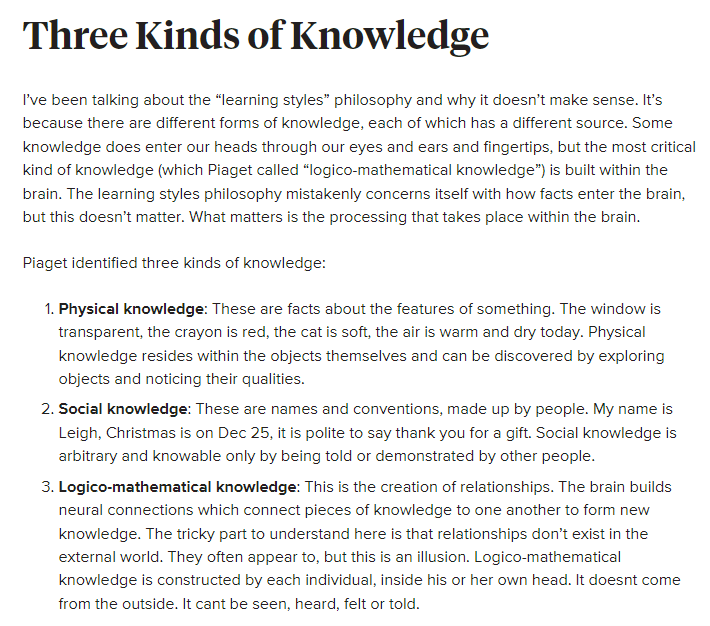 Three Kinds of Knowledge
I’ve been talking about the “learning styles” philosophy and why it doesn’t make sense. It’s
because there are different forms of knowledge, each of which has a different source. Some
knowledge does enter our heads through our eyes and ears and fingertips, but the most critical
kind of knowledge (which Piaget called “logico-mathematical knowledge”) is built within the
brain. The learning styles philosophy mistakenly concerns itself with how facts enter the brain,
but this doesn’t matter. What matters is the processing that takes place within the brain.
Piaget identified three kinds of knowledge:
1. Physical knowledge: These are facts about the features of something. The window is
transparent, the crayon is red, the cat is soft, the air is warm and dry today. Physical
knowledge resides within the objects themselves and can be discovered by exploring
objects and noticing their qualities.
2. Social knowledge: These are names and conventions, made up by people. My name is
Leigh, Christmas is on Dec 25, it is polite to say thank you for a gift. Social knowledge is
arbitrary and knowable only by being told or demonstrated by other people.
3. Logico-mathematical knowledge: This is the creation of relationships. The brain builds
neural connections which connect pieces of knowledge to one another to form new
knowledge. The tricky part to understand here is that relationships don’t exist in the
external world. They often appear to, but this is an illusion. Logico-mathematical
knowledge is constructed by each individual, inside his or her own head. It doesnt come
from the outside. It cant be seen, heard, felt or told.